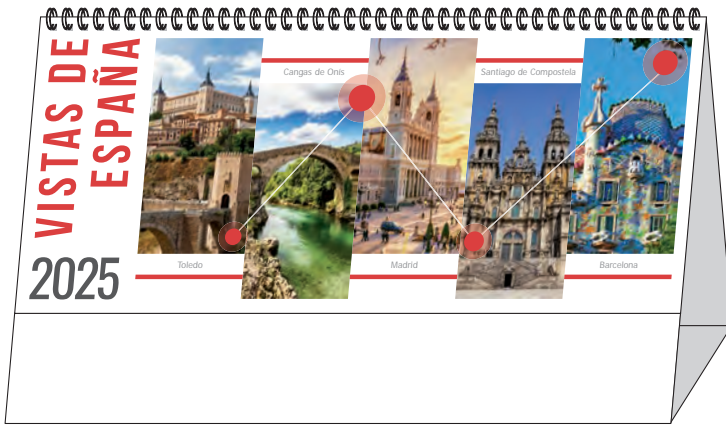 VISTAS DE
ESPAÑA
2025
Cangas de Onís
Santiago de Compostela
Toledo
Madrid
Barcelona